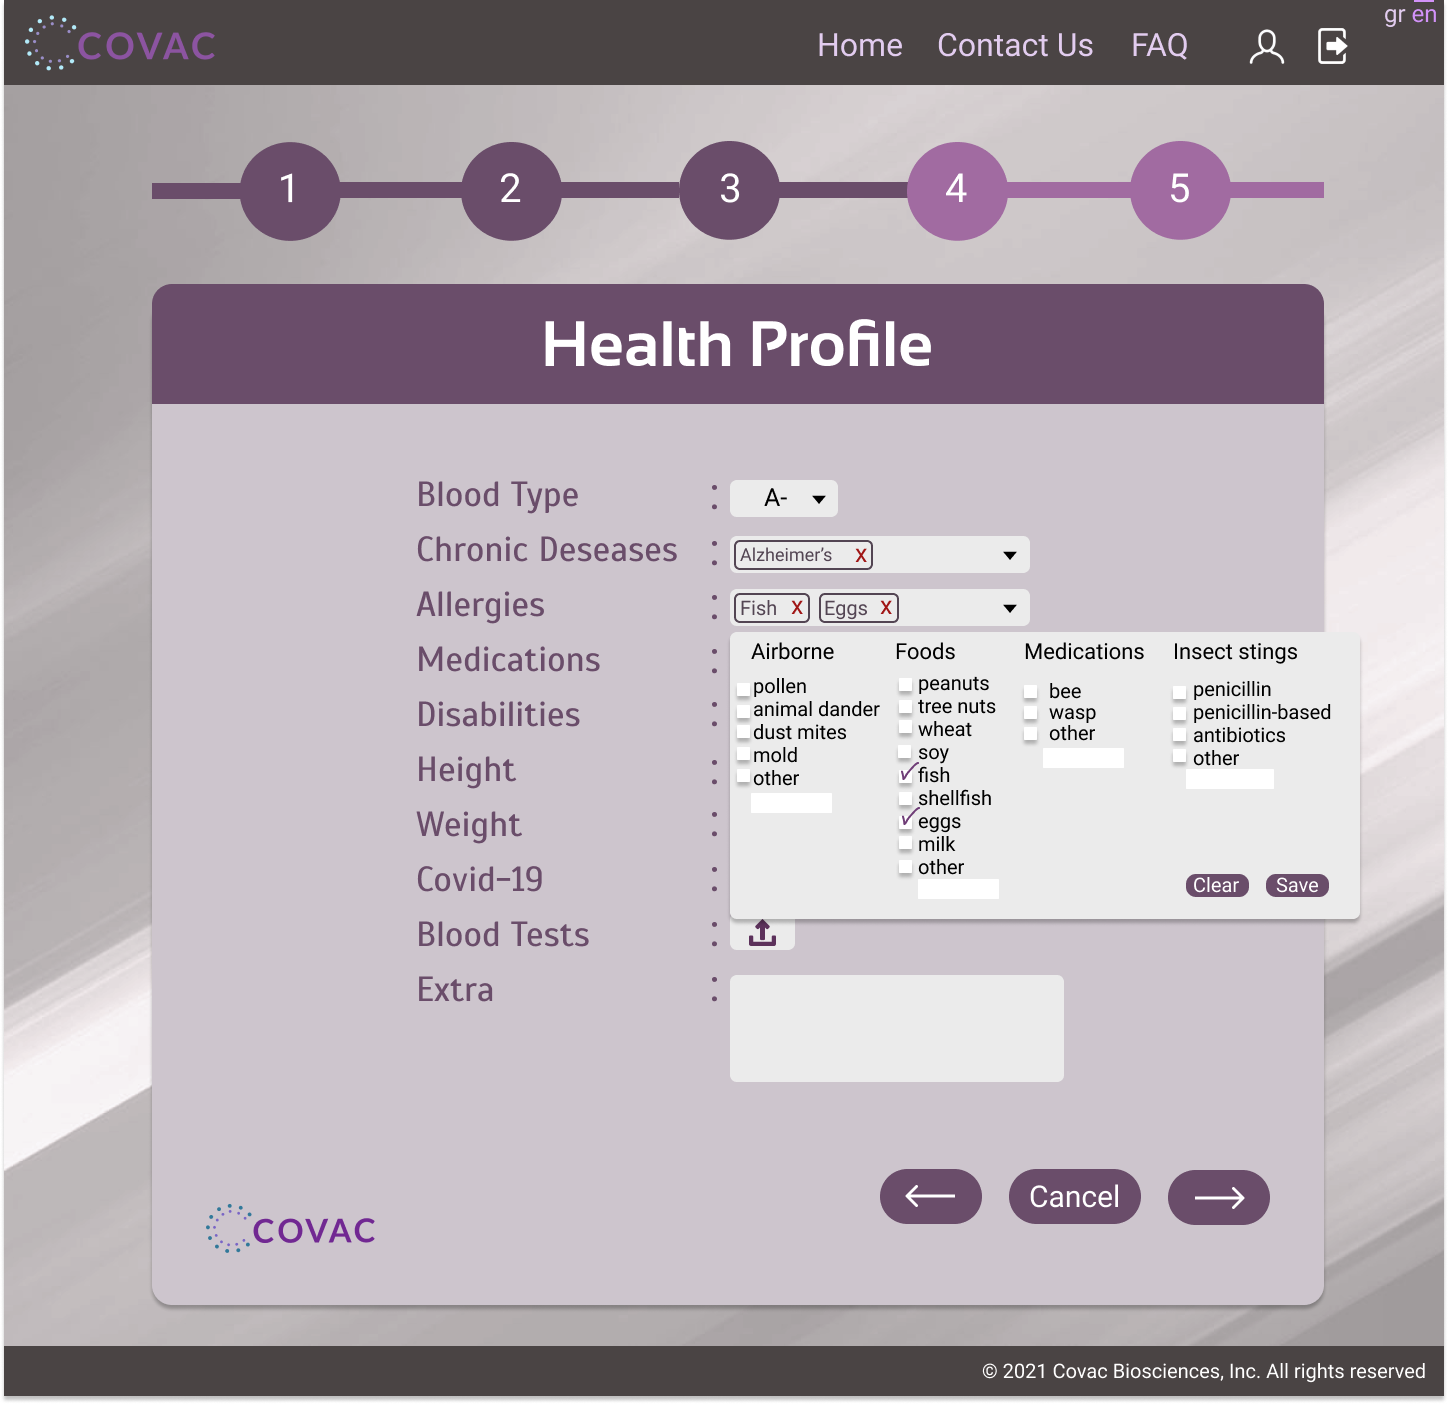 gr en
COVAC
Home Contact Us FAQ
1 2 3 4 5
Health Profile
Blood Type : A-
Chronic Deseases : Alzheimer's X
Allergies : Fish X Eggs X
Medications :
Disabilities :
Height :
Weight :
Covid-19 :
Blood Tests :
Extra :
Airborne
pollen
animal dander
dust mites
mold
other
Foods
peanuts
tree nuts
wheat
soy
fish
shellfish
eggs
milk
other
Medications
bee
wasp
other
Insect stings
penicillin
penicillin-based
antibiotics
other
Clear Save
Cancel
COVAC
© 2021 Covac Biosciences, Inc. All rights reserved